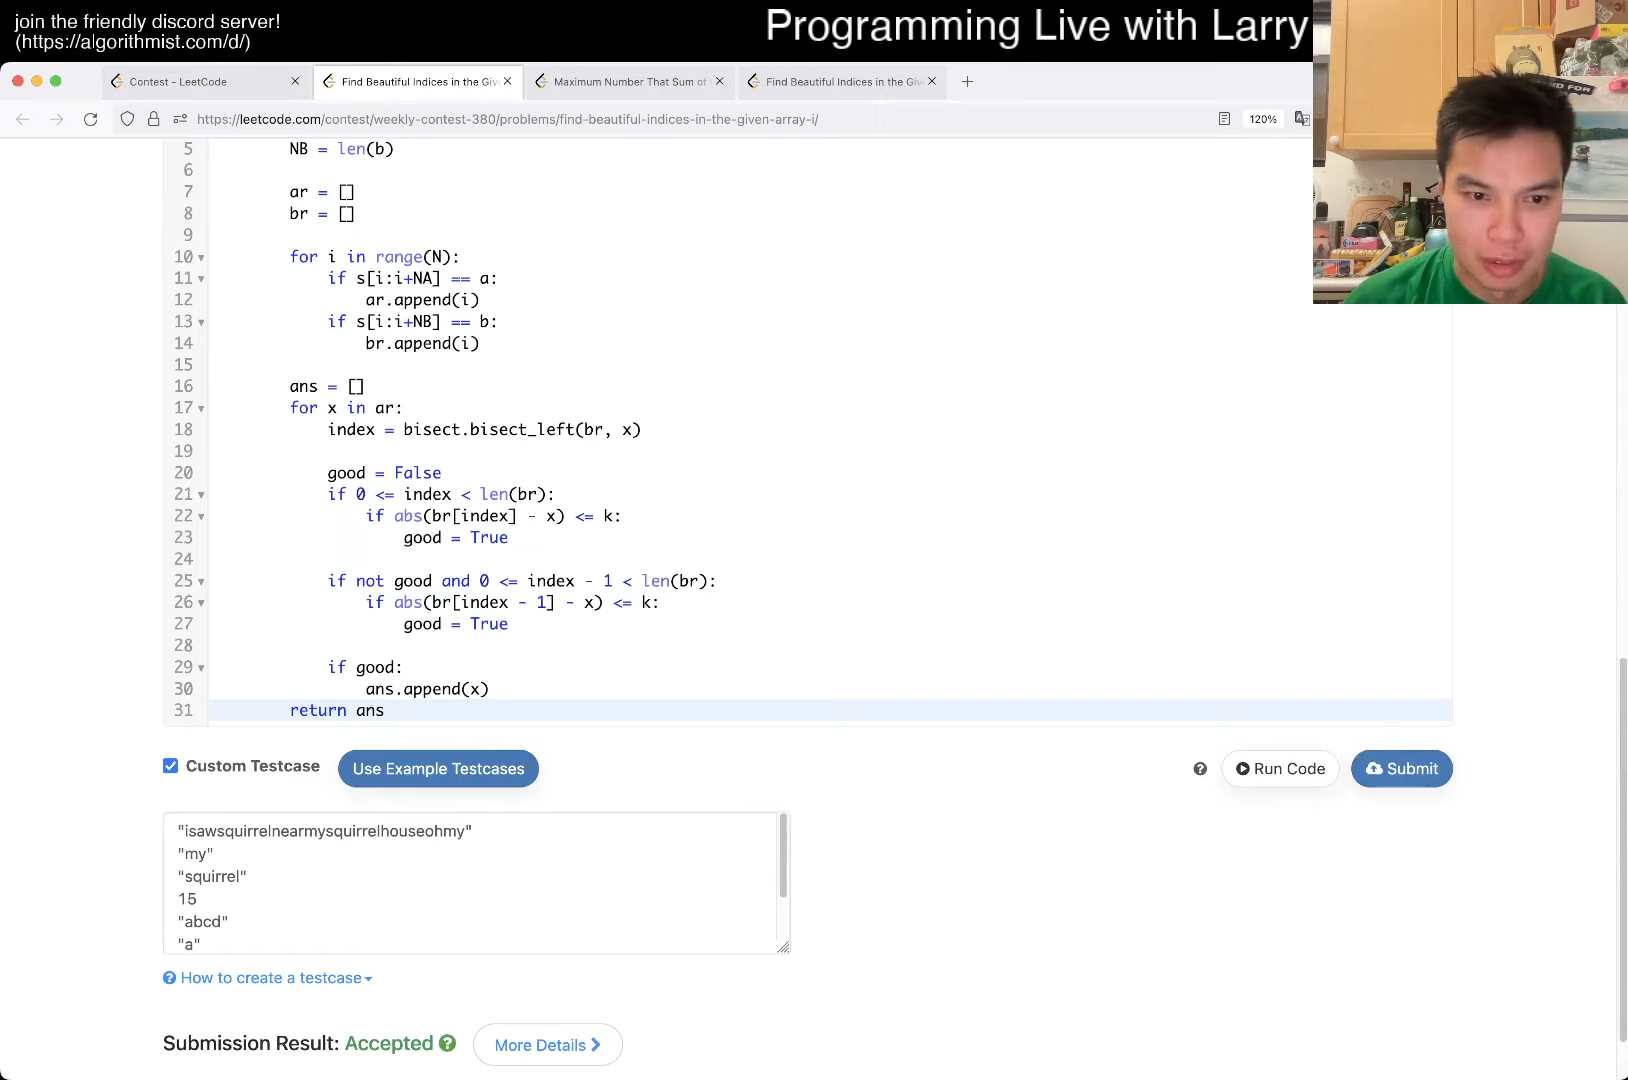 join the friendly discord server!
(https://algorithmist.com/d/)
Programming Live with Larry
Contest - LeetCode
Find Beautiful Indices in the Giv
Maximum Number That Sum of
Find Beautiful Indices in the Giv
https://leetcode.com/contest/weekly-contest-380/problems/find-beautiful-indices-in-the-given-array-i/
120%
5 NB = len(b)
6
7 ar = []
8 br = []
9
10 for i in range(N):
11 if s[i:i+NA] == a:
12 ar.append(i)
13 if s[i:i+NB] == b:
14 br.append(i)
15
16 ans = []
17 for x in ar:
18 index = bisect.bisect_left(br, x)
19
20 good = False
21 if 0 <= index < len(br):
22 if abs(br[index] - x) <= k:
23 good = True
24
25 if not good and 0 <= index - 1 < len(br):
26 if abs(br[index - 1] - x) <= k:
27 good = True
28
29 if good:
30 ans.append(x)
31 return ans
Custom Testcase
Use Example Testcases
Run Code
Submit
"isawsquirrelnearmysquirrelhouseohmy"
"my"
"squirrel"
15
"abcd"
"a"
How to create a testcase
Submission Result: Accepted
More Details